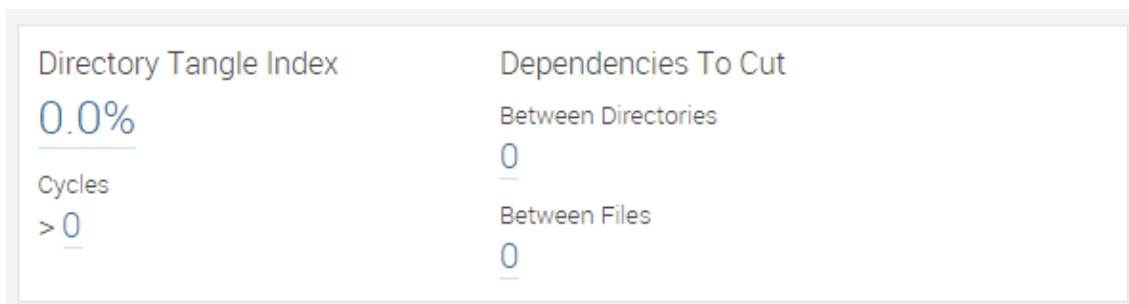 Directory Tangle Index
0.0%
Cycles
> 0
Dependencies To Cut
Between Directories
0
Between Files
0